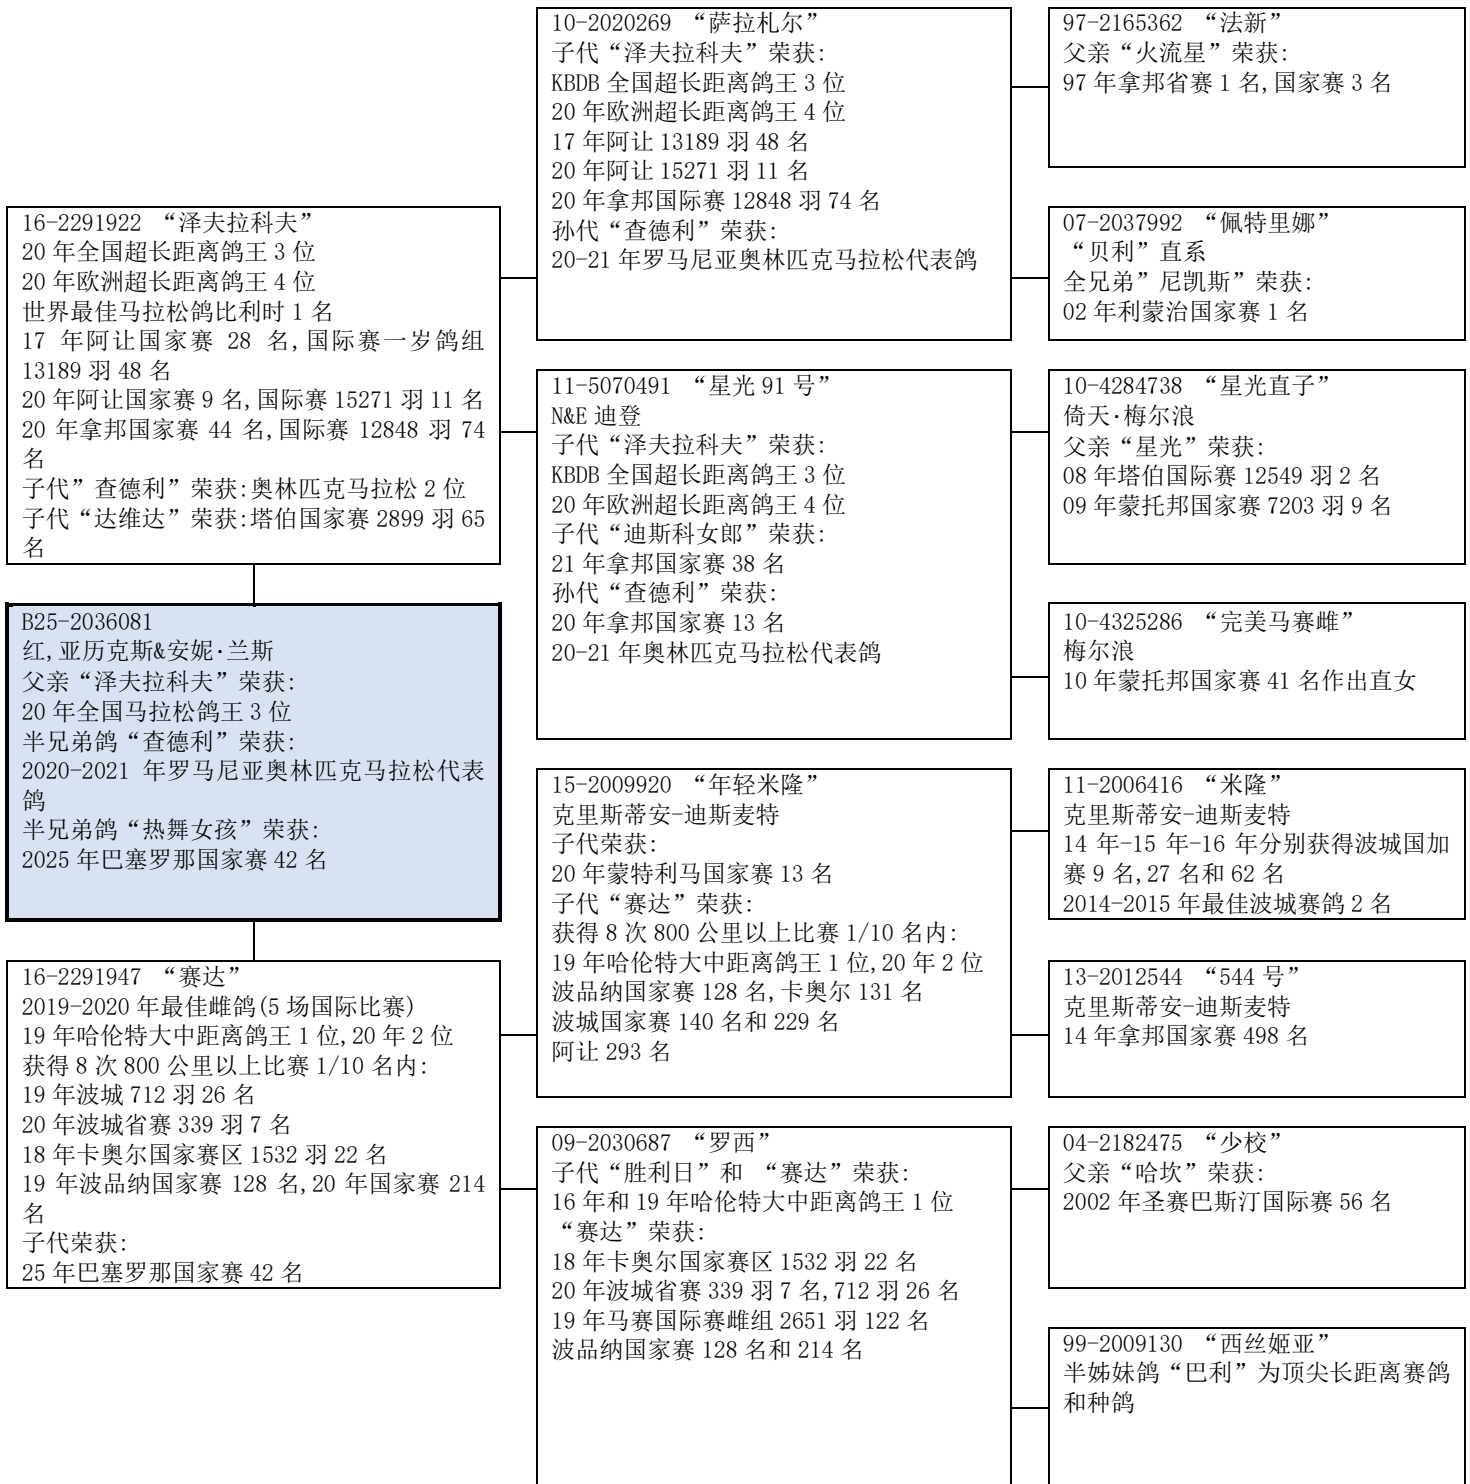 16-2291922 “泽夫拉科夫”
20 年全国超长距离鸽王 3 位
20 年欧洲超长距离鸽王 4 位
世界最佳马拉松鸽比利时 1 名
17 年阿让国家赛 28 名,国际赛一岁鸽组
13189 羽 48 名
20 年阿让国家赛 9 名,国际赛 15271 羽 11 名
20 年拿邦国家赛 44 名,国际赛 12848 羽 74
名
子代”查德利”荣获:奥林匹克马拉松 2 位
子代“达维达”荣获:塔伯国家赛 2899 羽 65
名
B25-2036081
红,亚历克斯&安妮·兰斯
父亲“泽夫拉科夫”荣获:
20 年全国马拉松鸽王 3 位
半兄弟鸽“查德利”荣获:
2020-2021 年罗马尼亚奥林匹克马拉松代表
鸽
半兄弟鸽“热舞女孩”荣获:
2025 年巴塞罗那国家赛 42 名
16-2291947 “赛达”
2019-2020 年最佳雌鸽(5 场国际比赛)
19 年哈伦特大中距离鸽王 1 位,20 年 2 位
获得 8 次 800 公里以上比赛 1/10 名内:
19 年波城 712 羽 26 名
20 年波城省赛 339 羽 7 名
18 年卡奥尔国家赛区 1532 羽 22 名
19 年波品纳国家赛 128 名,20 年国家赛 214
名
子代荣获:
25 年巴塞罗那国家赛 42 名
10-2020269 “萨拉札尔”
子代“泽夫拉科夫”荣获:
KBDB 全国超长距离鸽王 3 位
20 年欧洲超长距离鸽王 4 位
17 年阿让 13189 羽 48 名
20 年阿让 15271 羽 11 名
20 年拿邦国际赛 12848 羽 74 名
孙代“查德利”荣获:
20-21 年罗马尼亚奥林匹克马拉松代表鸽
11-5070491 “星光 91 号”
N&E 迪登
子代“泽夫拉科夫”荣获:
KBDB 全国超长距离鸽王 3 位
20 年欧洲超长距离鸽王 4 位
子代“迪斯科女郎”荣获:
21 年拿邦国家赛 38 名
孙代“查德利”荣获:
20 年拿邦国家赛 13 名
20-21 年奥林匹克马拉松代表鸽
15-2009920 “年轻米隆”
克里斯蒂安-迪斯麦特
子代荣获:
20 年蒙特利马国家赛 13 名
子代“赛达”荣获:
获得 8 次 800 公里以上比赛 1/10 名内:
19 年哈伦特大中距离鸽王 1 位,20 年 2 位
波品纳国家赛 128 名,卡奥尔 131 名
波城国家赛 140 名和 229 名
阿让 293 名
09-2030687 “罗西”
子代“胜利日”和 “赛达”荣获:
16 年和 19 年哈伦特大中距离鸽王 1 位
“赛达”荣获:
18 年卡奥尔国家赛区 1532 羽 22 名
20 年波城省赛 339 羽 7 名,712 羽 26 名
19 年马赛国际赛雌组 2651 羽 122 名
波品纳国家赛 128 名和 214 名
97-2165362 “法新”
父亲“火流星”荣获:
97 年拿邦省赛 1 名,国家赛 3 名
07-2037992 “佩特里娜”
“贝利”直系
全兄弟”尼凯斯”荣获:
02 年利蒙治国家赛 1 名
10-4284738 “星光直子”
倚天·梅尔浪
父亲“星光”荣获:
08 年塔伯国际赛 12549 羽 2 名
09 年蒙托邦国家赛 7203 羽 9 名
10-4325286 “完美马赛雌”
梅尔浪
10 年蒙托邦国家赛 41 名作出直女
11-2006416 “米隆”
克里斯蒂安-迪斯麦特
14 年-15 年-16 年分别获得波城国加
赛 9 名,27 名和 62 名
2014-2015 年最佳波城赛鸽 2 名
13-2012544 “544 号”
克里斯蒂安-迪斯麦特
14 年拿邦国家赛 498 名
04-2182475 “少校”
父亲“哈坎”荣获:
2002 年圣赛巴斯汀国际赛 56 名
99-2009130 “西丝姬亚”
半姊妹鸽“巴利”为顶尖长距离赛鸽
和种鸽